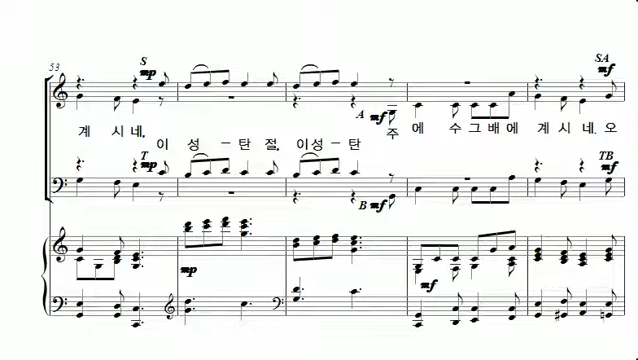 53 S mp SA mf
A mf
계 시 네, 주 에 수 그 배 에 계 시 네. 오
이 성 - 탄 절, 이 성 - 탄
T mp TB mf
B mf
mp
mf